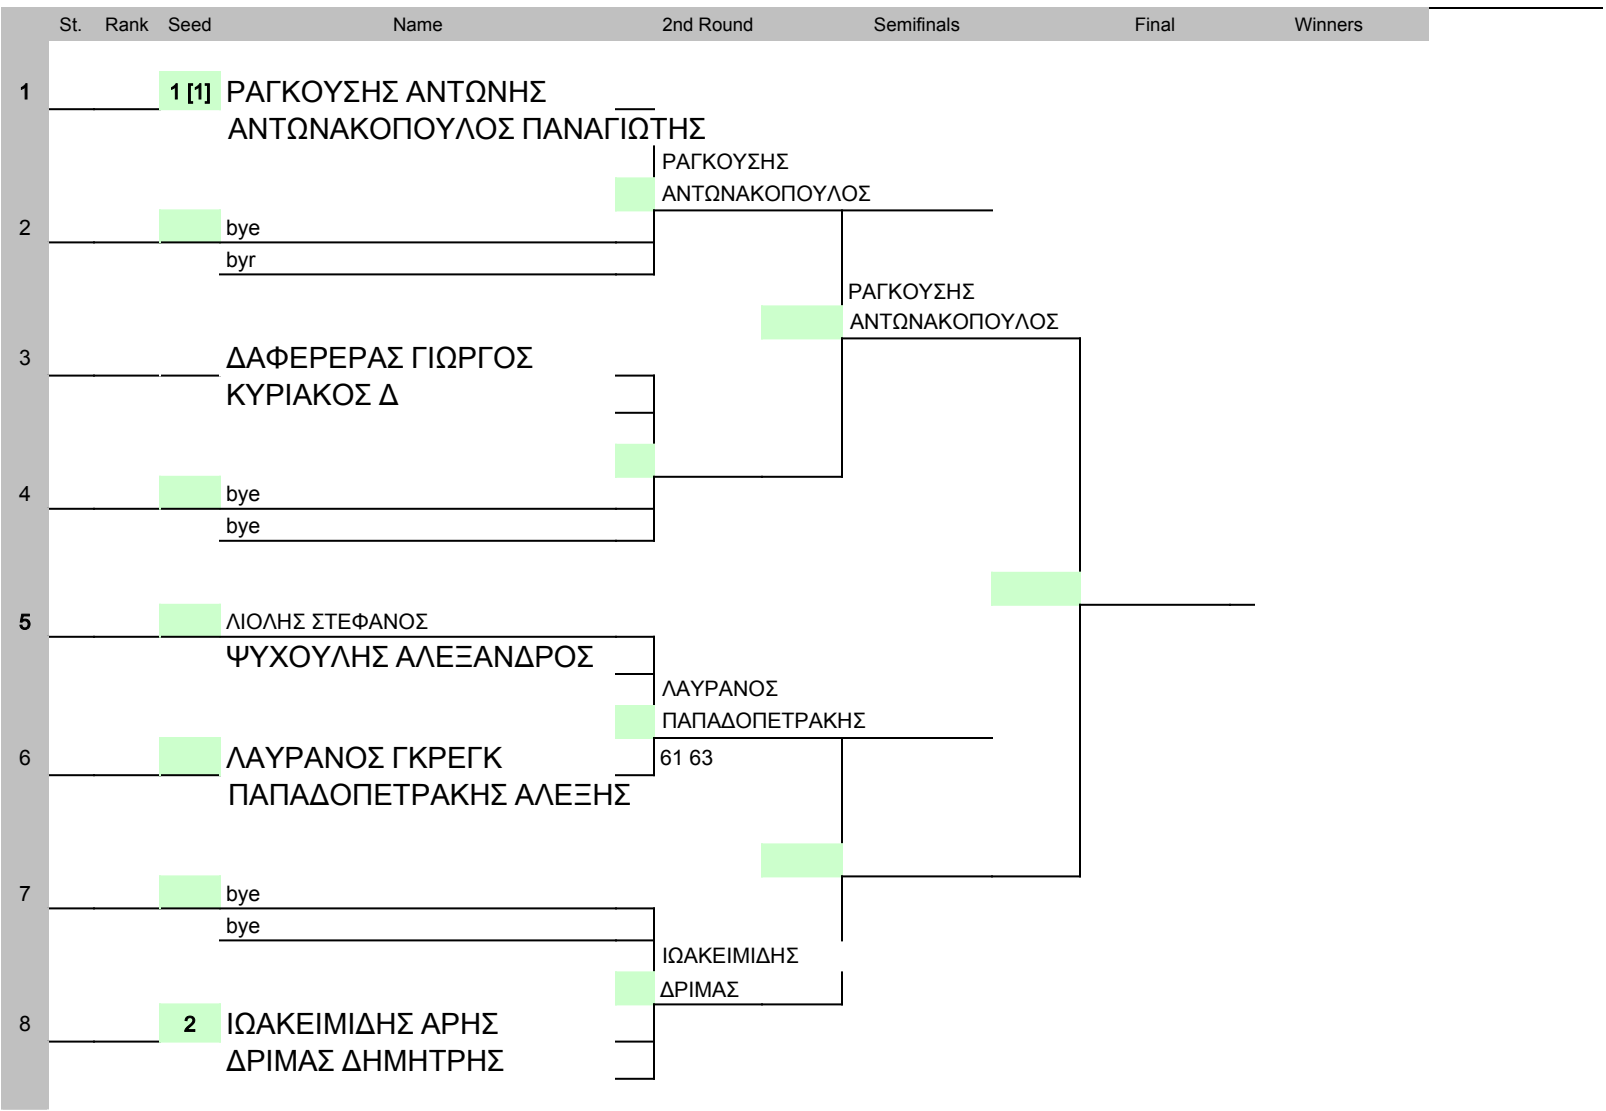 St. Rank Seed Name 2nd Round Semifinals Final Winners
1 1 [1] ΡΑΓΚΟΥΣΗΣ ΑΝΤΩΝΗΣ
ΑΝΤΩΝΑΚΟΠΟΥΛΟΣ ΠΑΝΑΓΙΩΤΗΣ
ΡΑΓΚΟΥΣΗΣ
ΑΝΤΩΝΑΚΟΠΟΥΛΟΣ
2 bye
byr
ΡΑΓΚΟΥΣΗΣ
ΑΝΤΩΝΑΚΟΠΟΥΛΟΣ
3 ΔΑΦΕΡΕΡΑΣ ΓΙΩΡΓΟΣ
ΚΥΡΙΑΚΟΣ Δ
4 bye
bye
5 ΛΙΟΛΗΣ ΣΤΕΦΑΝΟΣ
ΨΥΧΟΥΛΗΣ ΑΛΕΞΑΝΔΡΟΣ
ΛΑΥΡΑΝΟΣ
ΠΑΠΑΔΟΠΕΤΡΑΚΗΣ
6 ΛΑΥΡΑΝΟΣ ΓΚΡΕΓΚ 61 63
ΠΑΠΑΔΟΠΕΤΡΑΚΗΣ ΑΛΕΞΗΣ
7 bye
bye
ΙΩΑΚΕΙΜΙΔΗΣ
ΔΡΙΜΑΣ
8 2 ΙΩΑΚΕΙΜΙΔΗΣ ΑΡΗΣ
ΔΡΙΜΑΣ ΔΗΜΗΤΡΗΣ